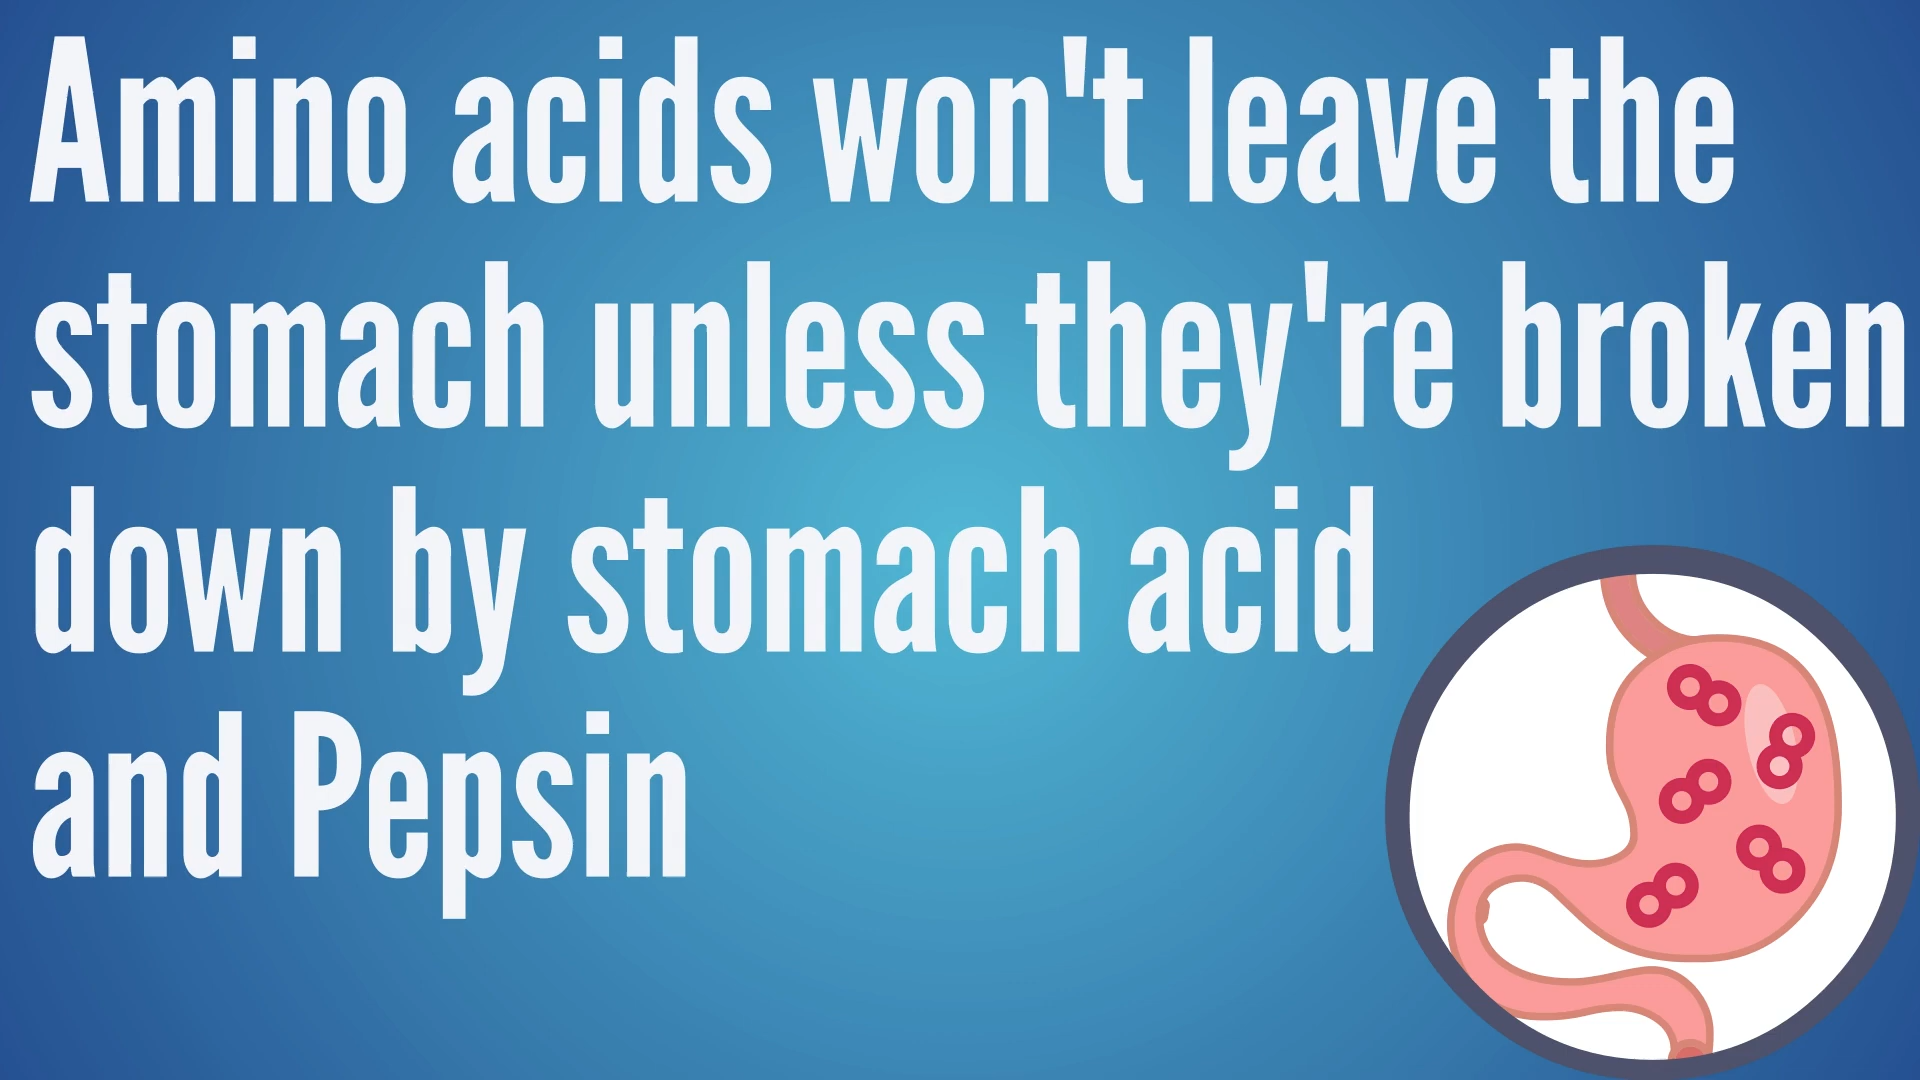 Amino acids won't leave the
stomach unless they're broken
down by stomach acid
and Pepsin